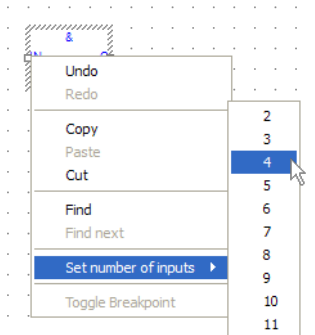 &
Undo
Redo
Copy
Paste
Cut
Find
Find next
Set number of inputs
Toggle Breakpoint
2
3
4
5
6
7
8
9
10
11